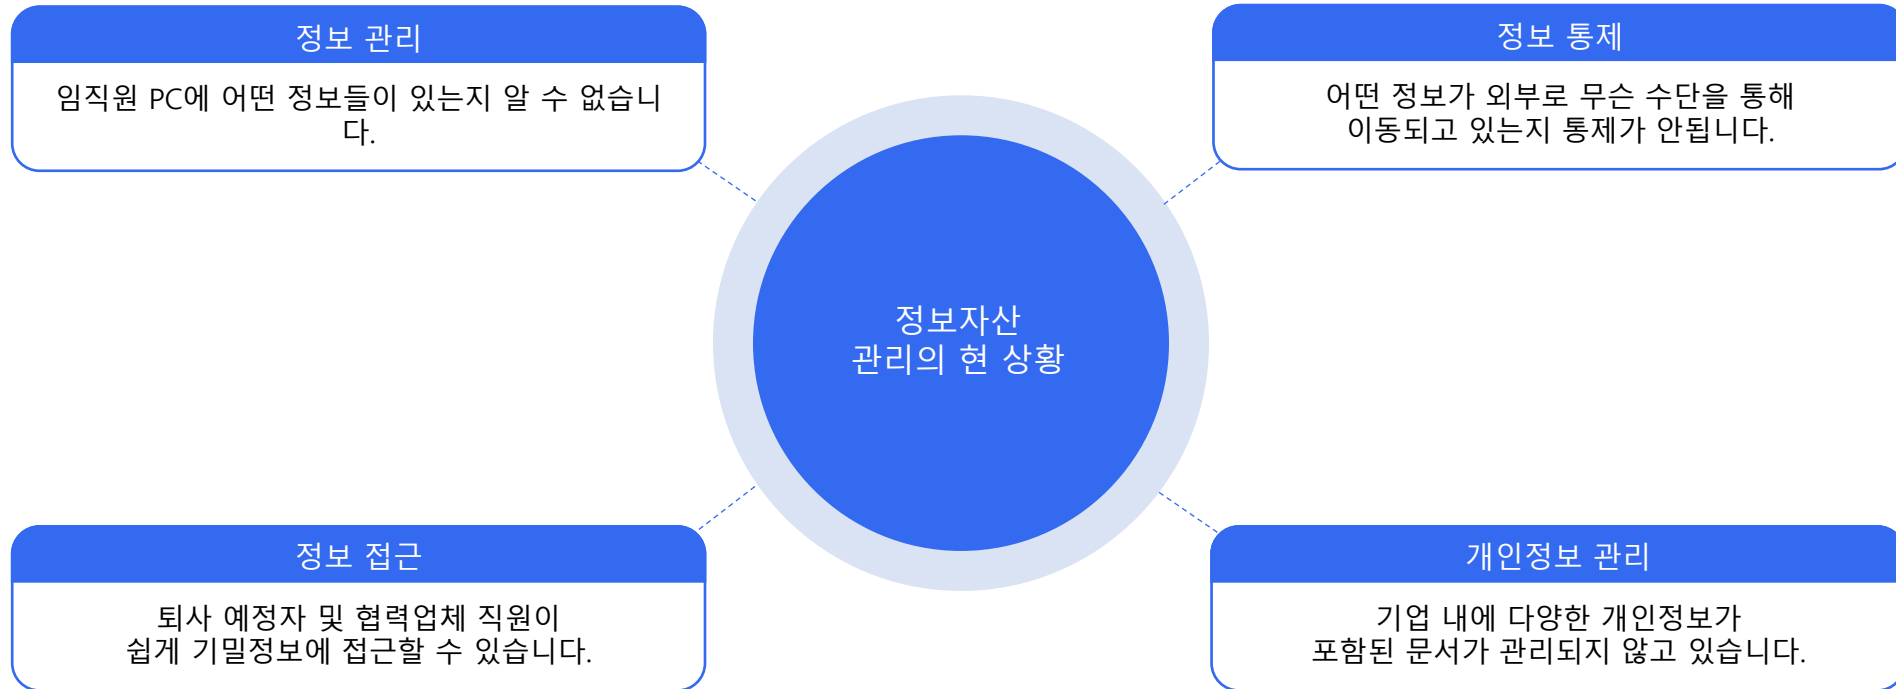 정보 관리
임직원 PC에 어떤 정보들이 있는지 알 수 없습니
다.
정보 통제
어떤 정보가 외부로 무슨 수단을 통해
이동되고 있는지 통제가 안됩니다.
정보자산
관리의 현 상황
정보 접근
퇴사 예정자 및 협력업체 직원이
쉽게 기밀정보에 접근할 수 있습니다.
개인정보 관리
기업 내에 다양한 개인정보가
포함된 문서가 관리되지 않고 있습니다.